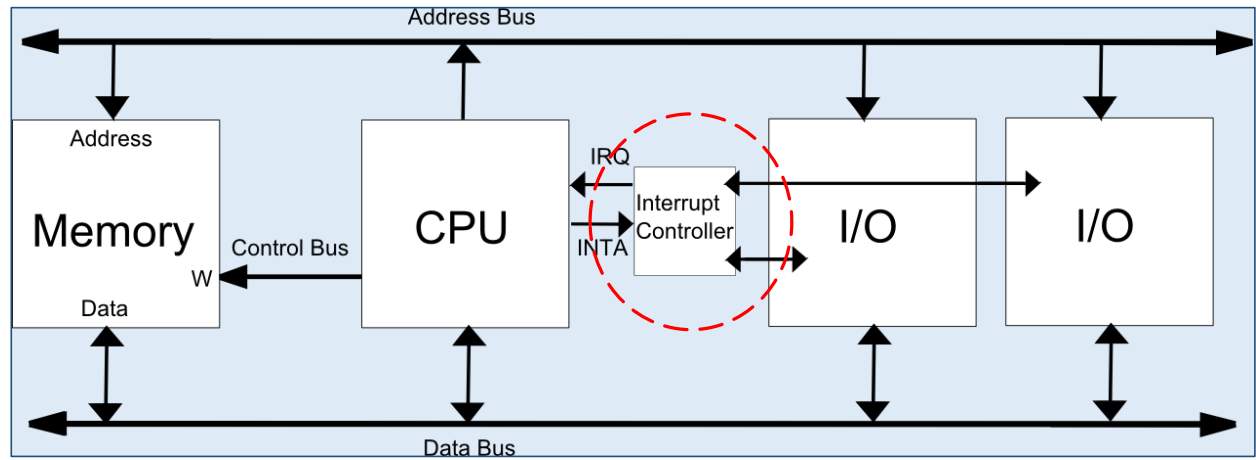 Address Bus
Address
Memory
W
Data
Control Bus
CPU
IRQ
INTA
Interrupt
Controller
I/O
I/O
Data Bus